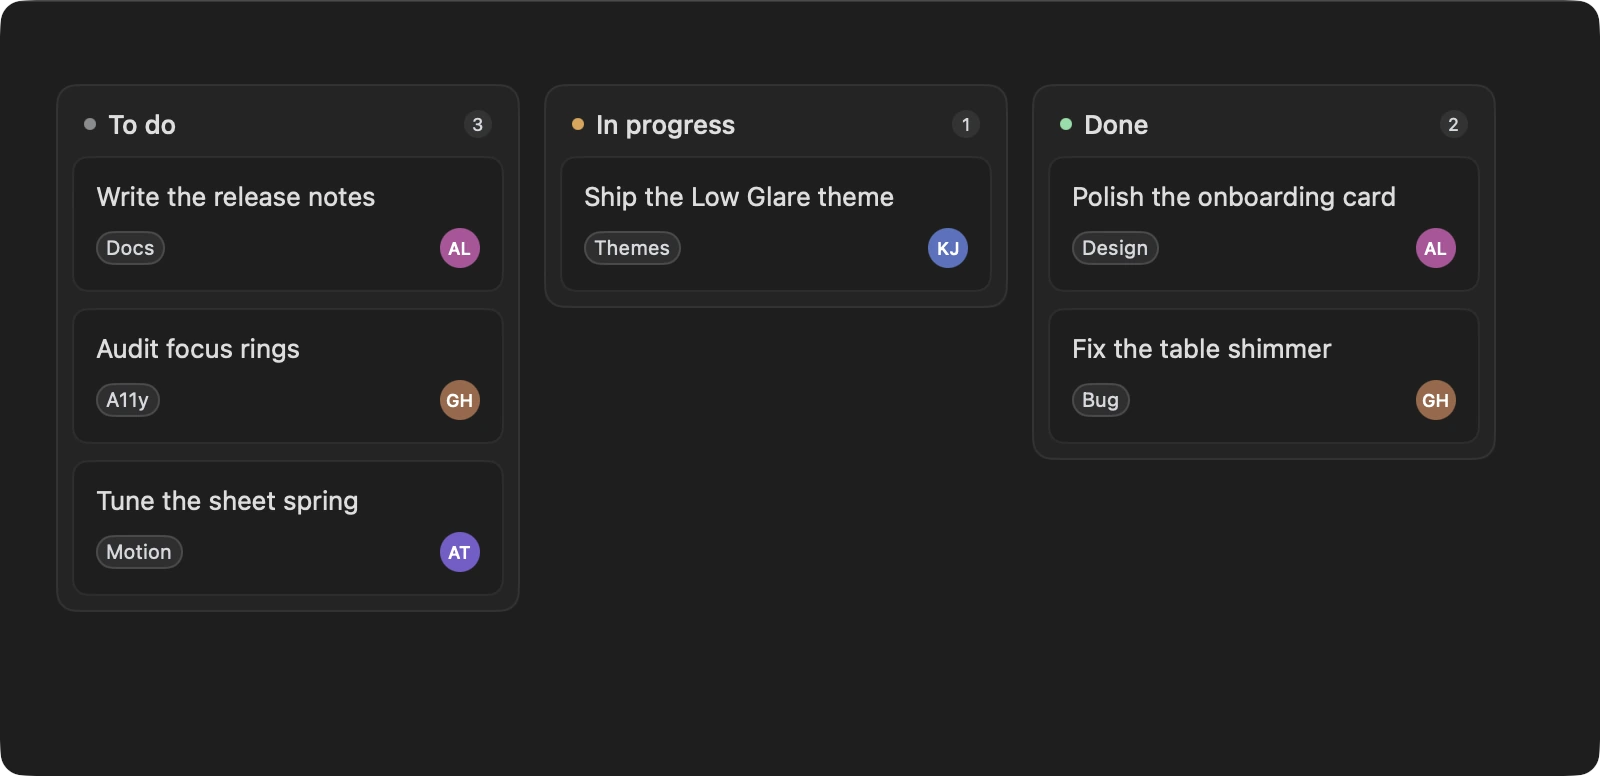 To do
3
Write the release notes
Docs
AL
Audit focus rings
A11y
GH
Tune the sheet spring
Motion
AT
In progress
1
Ship the Low Glare theme
Themes
KJ
Done
2
Polish the onboarding card
Design
AL
Fix the table shimmer
Bug
GH